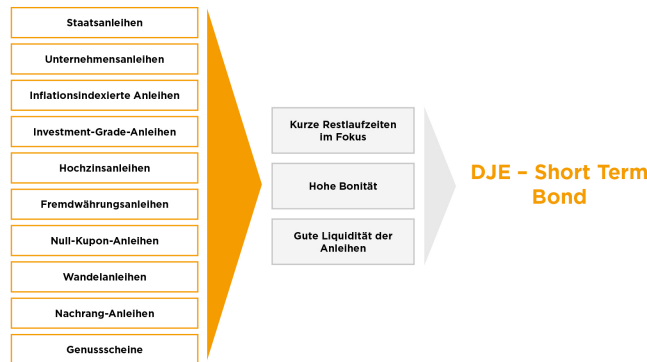 Staatsanleihen
Unternehmensanleihen
Inflationsindexierte Anleihen
Investment-Grade-Anleihen
Hochzinsanleihen
Fremdwährungsanleihen
Null-Kupon-Anleihen
Wandelanleihen
Nachrang-Anleihen
Genussscheine
Kurze Restlaufzeiten
im Fokus
Hohe Bonität
Gute Liquidität der
Anleihen
DJE – Short Term
Bond